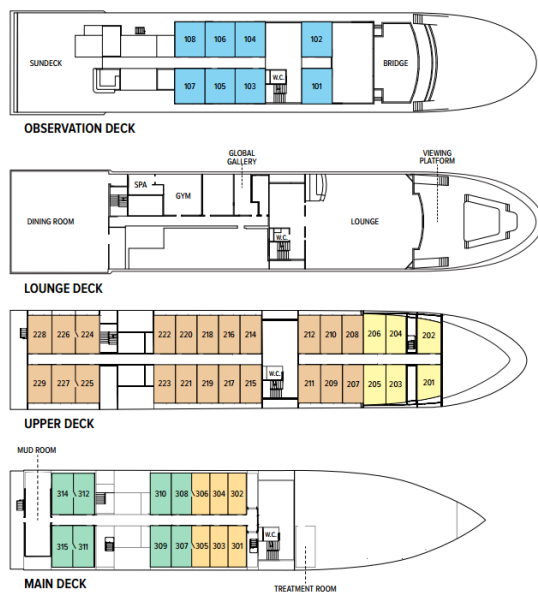 108 106 104 102
SUNDECK
BRIDGE
W.C.
107 105 103 101
OBSERVATION DECK
GLOBAL
GALLERY
VIEWING
PLATFORM
SPA
GYM
DINING ROOM
LOUNGE
W.C.
LOUNGE DECK
228 226 224 222 220 218 216 214 212 210 208 206 204 202
W.C.
229 227 225 223 221 219 217 215 211 209 207 205 203 201
UPPER DECK
MUD ROOM
314 312 310 308 306 304 302
W.C.
315 311 309 307 305 303 301
MAIN DECK
TREATMENT ROOM